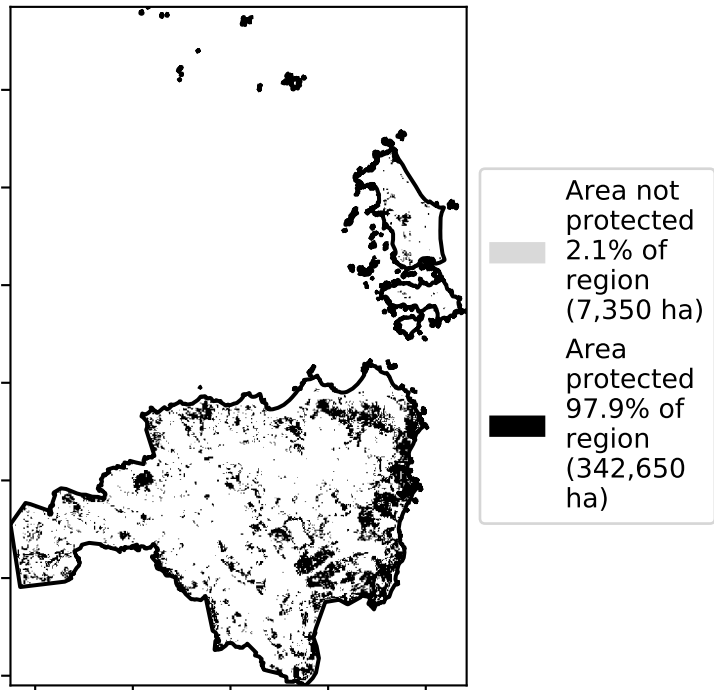 Area not
protected
2.1% of
region
(7,350 ha)
Area
protected
97.9% of
region
(342,650
ha)